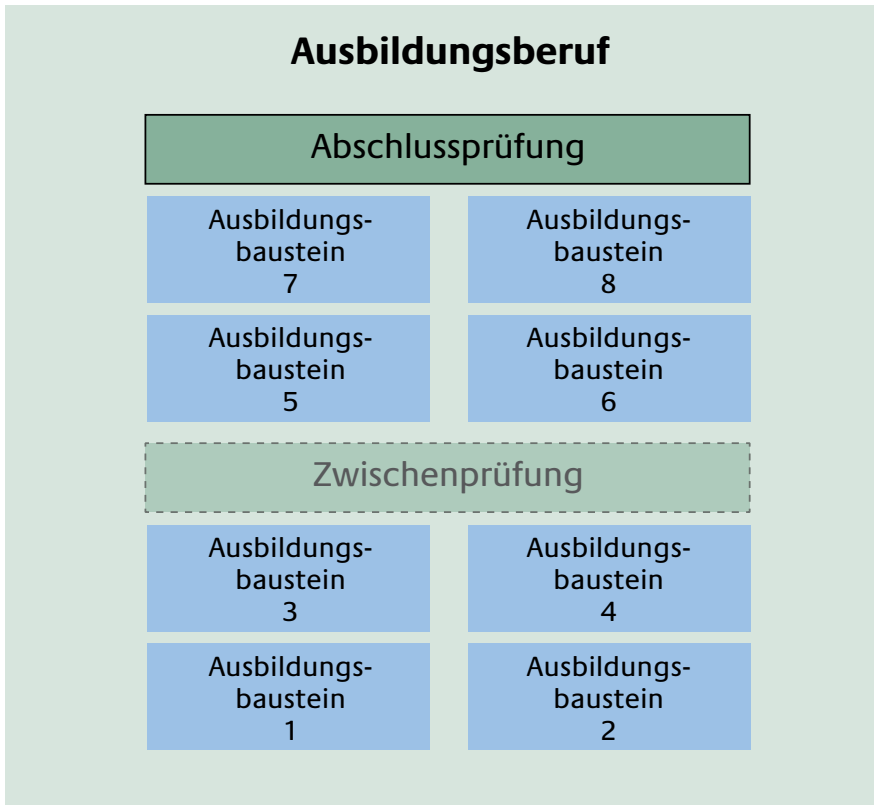 Ausbildungsberuf
Abschlussprüfung
Ausbildungs-
baustein
7
Ausbildungs-
baustein
8
Ausbildungs-
baustein
5
Ausbildungs-
baustein
6
Zwischenprüfung
Ausbildungs-
baustein
3
Ausbildungs-
baustein
4
Ausbildungs-
baustein
1
Ausbildungs-
baustein
2